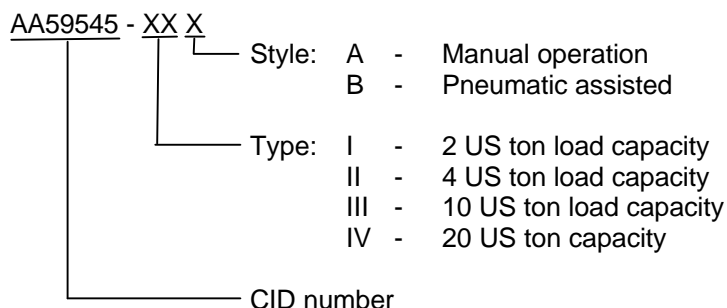 AA59545 - XX X
Style: A - Manual operation
B - Pneumatic assisted
Type: I - 2 US ton load capacity
II - 4 US ton load capacity
III - 10 US ton load capacity
IV - 20 US ton capacity
CID number